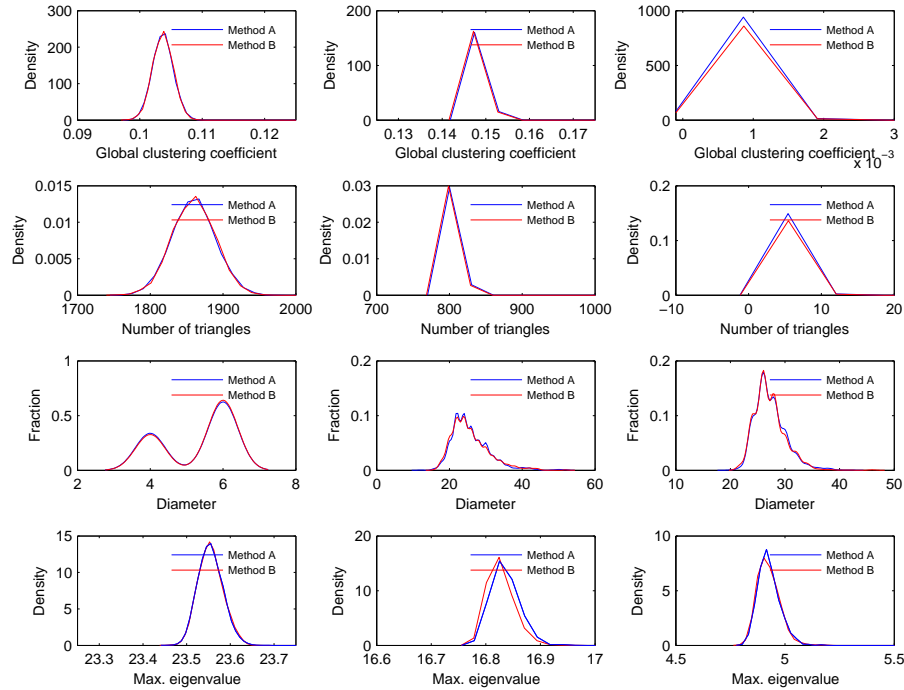 300
200
100
0
Density
0.09 0.1 0.11 0.12
Global clustering coefficient
Method A
Method B
200
150
100
50
0
Density
0.13 0.14 0.15 0.16 0.17
Global clustering coefficient
Method A
Method B
1000
500
0
Density
0 1 2 3
Global clustering coefficient
x 10−3
Method A
Method B
0.015
0.01
0.005
0
Density
1700 1800 1900 2000
Number of triangles
Method A
Method B
0.03
0.02
0.01
0
Density
700 800 900 1000
Number of triangles
Method A
Method B
0.2
0.1
0
Density
−10 0 10 20
Number of triangles
Method A
Method B
1
0.5
0
Fraction
2 4 6 8
Diameter
Method A
Method B
0.2
0.1
0
Fraction
0 20 40 60
Diameter
Method A
Method B
0.2
0.1
0
Fraction
10 20 30 40 50
Diameter
Method A
Method B
15
10
5
0
Density
23.3 23.4 23.5 23.6 23.7
Max. eigenvalue
Method A
Method B
20
10
0
Density
16.6 16.7 16.8 16.9 17
Max. eigenvalue
Method A
Method B
10
5
0
Density
4.5 5 5.5
Max. eigenvalue
Method A
Method B